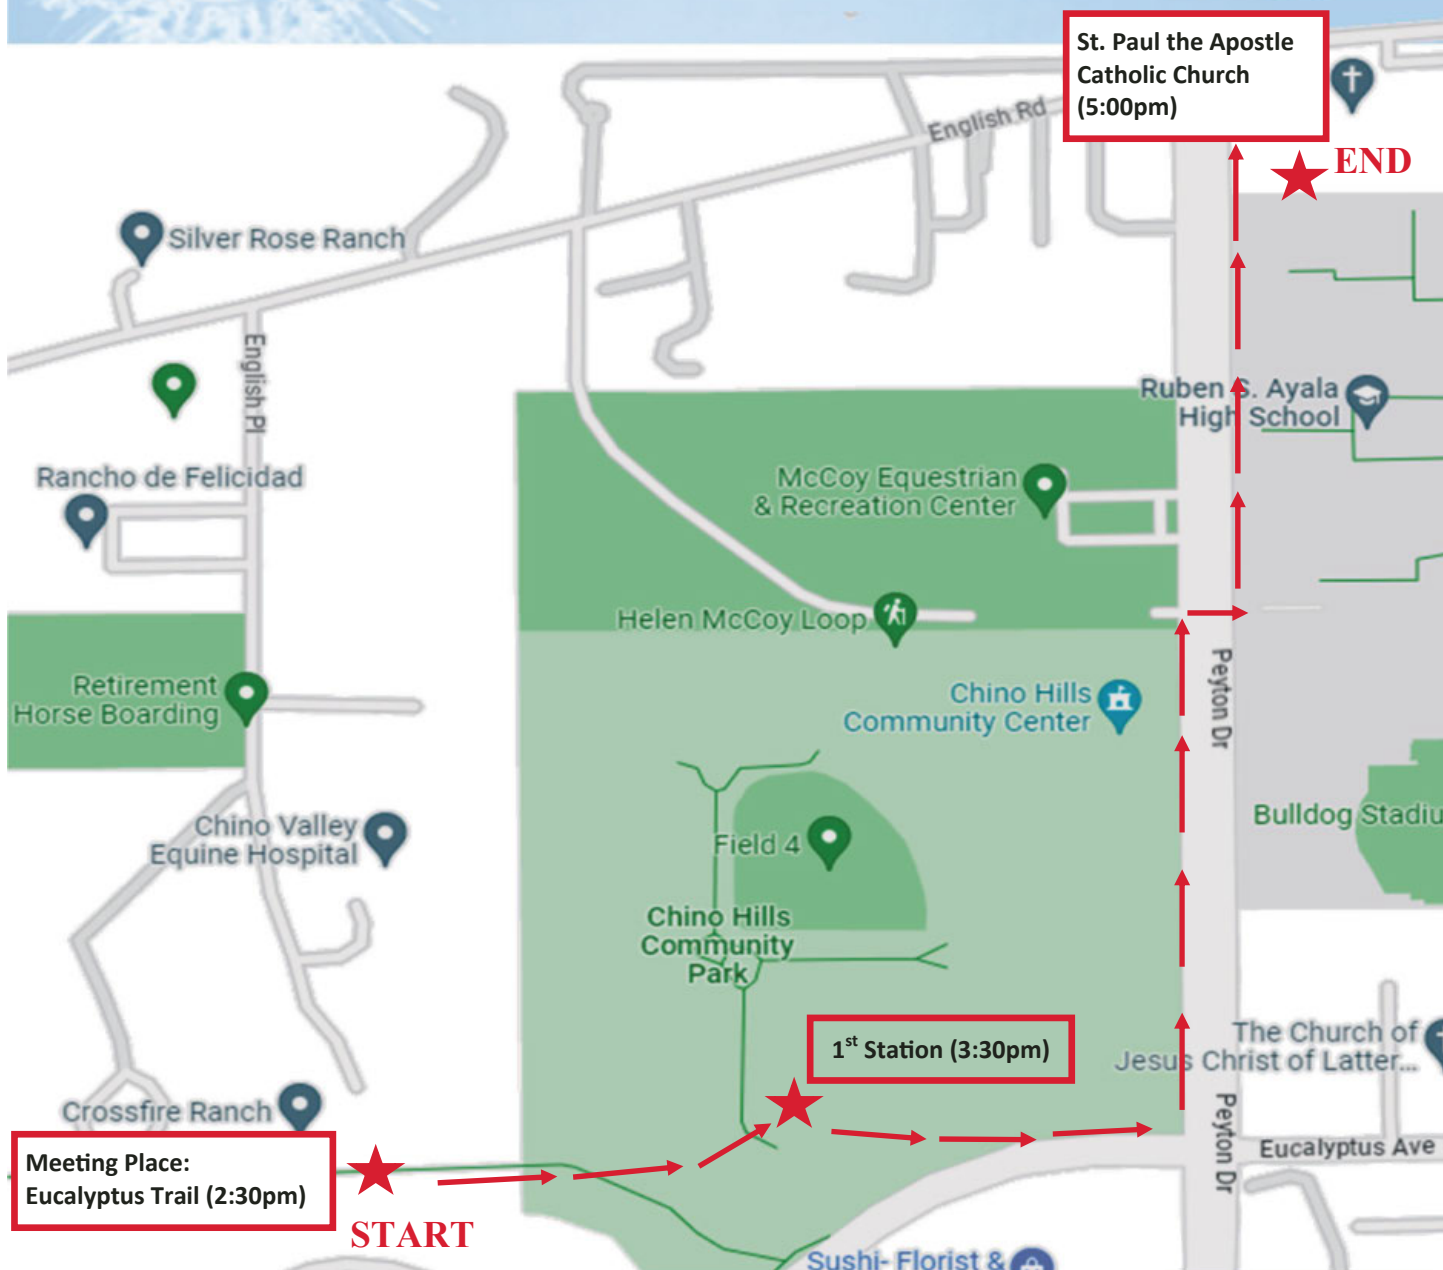 St. Paul the Apostle
Catholic Church
(5:00pm)
English Rd
END
Silver Rose Ranch
English Pl
Ruben S. Ayala
High School
Rancho de Felicidad
McCoy Equestrian
& Recreation Center
Helen McCoy Loop
Peyton Dr
Retirement
Horse Boarding
Chino Hills
Community Center
Chino Valley
Equine Hospital
Field 4
Bulldog Stadiu
Chino Hills
Community
Park
1st Station (3:30pm)
The Church of
Jesus Christ of Latter...
Crossfire Ranch
Peyton Dr
Eucalyptus Ave
Meeting Place:
Eucalyptus Trail (2:30pm)
START
Sushi- Florist &